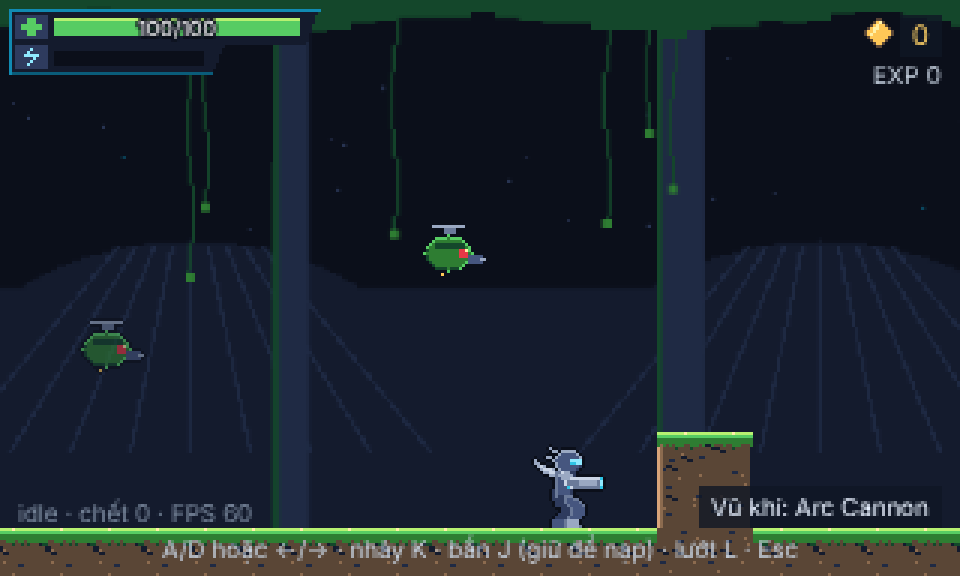 100/100
0
EXP 0
idle - chết 0 · FPS 60
Vũ khí: Arc Cannon
A/D hoặc ←/→ · nhảy K · bắn J (giữ để nạp) · lướt L · Esc